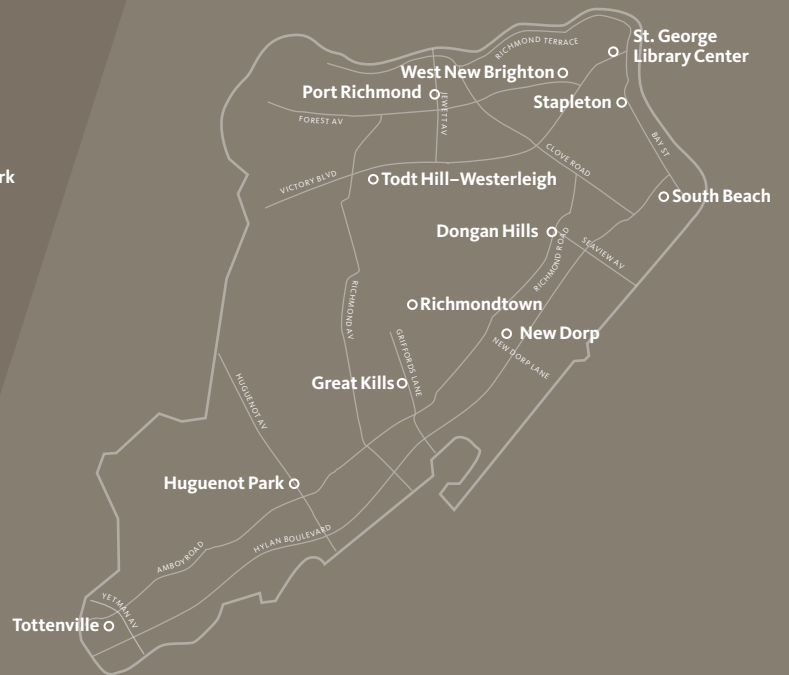 St. George
Library Center
RICHMOND TERRACE
West New Brighton
Port Richmond
JEWETT AV
Stapleton
FOREST AV
BAY ST
CLOVE ROAD
rk
VICTORY BLVD
Todt Hill–Westerleigh
South Beach
Dongan Hills
SEAVIEW AV
RICHMOND ROAD
RICHMOND AV
Richmondtown
New Dorp
GRIFFORDS LANE
NEW DORP LANE
Great Kills
HUGUENOT AV
Huguenot Park
HYLAN BOULEVARD
AMBOY ROAD
YETMAN AV
Tottenville